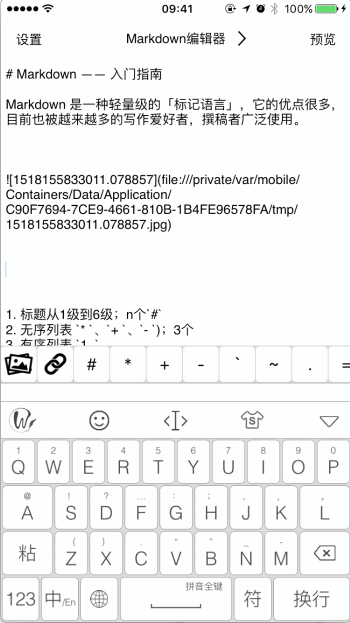 09:41
100%
设置
Markdown编辑器
预览
# Markdown —— 入门指南
Markdown 是一种轻量级的「标记语言」，它的优点很多，
目前也被越来越多的写作爱好者，撰稿者广泛使用。
![1518155833011.078857](file:///private/var/mobile/
Containers/Data/Application/
C90F7694-7CE9-4661-810B-1B4FE96578FA/tmp/
1518155833011.078857.jpg)
1. 标题从1级到6级；n个`#`
2. 无序列表 `*`、`+`、`-`)；3个
3. 有序列表 `1.`
# * + - ` ~ . =
1 2 3 4 5 6 7 8 9 0
Q W E R T Y U I O P
@ ! ? … : ; 、 。
A S D F G H J K L
( ) - ' " _ ~
粘 Z X C V B N M
拼音全键
123 中/En 符 换行